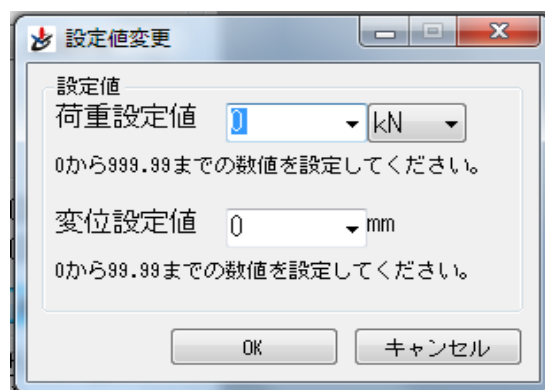 設定値変更
設定値
荷重設定値 0 kN
0から999.99までの数値を設定してください。
変位設定値 0 mm
0から99.99までの数値を設定してください。
OK キャンセル